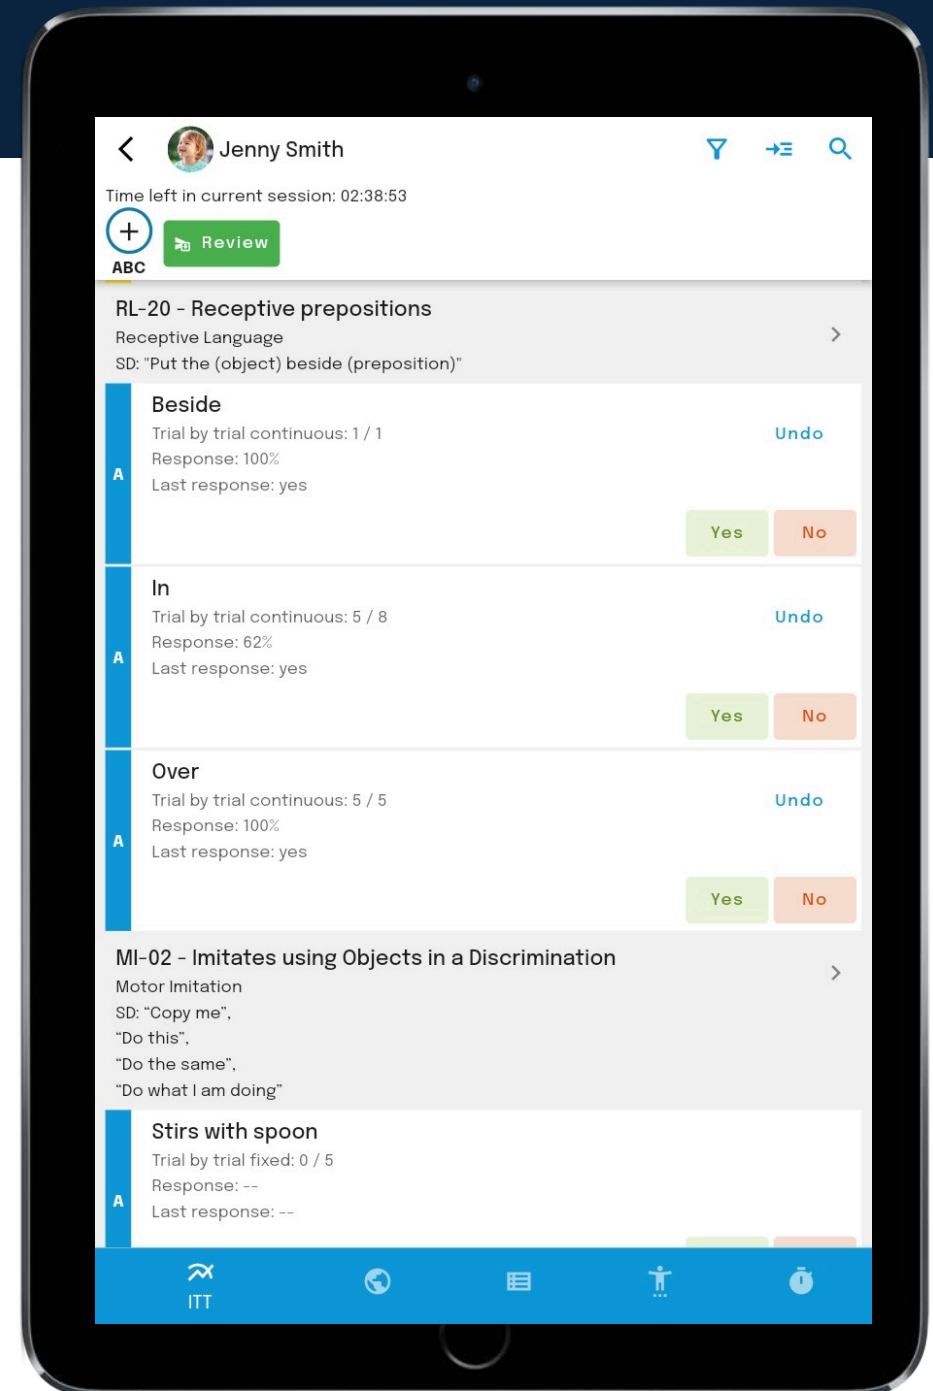 Jenny Smith
Time left in current session: 02:38:53
ABC
Review
RL-20 - Receptive prepositions
Receptive Language
SD: "Put the (object) beside (preposition)"
A
Beside
Trial by trial continuous: 1 / 1
Undo
Response: 100%
Last response: yes
Yes
No
A
In
Trial by trial continuous: 5 / 8
Undo
Response: 62%
Last response: yes
Yes
No
A
Over
Trial by trial continuous: 5 / 5
Undo
Response: 100%
Last response: yes
Yes
No
MI-02 - Imitates using Objects in a Discrimination
Motor Imitation
SD: “Copy me”,
“Do this”,
“Do the same”,
“Do what I am doing”
A
Stirs with spoon
Trial by trial fixed: 0 / 5
Response: --
Last response: --
ITT